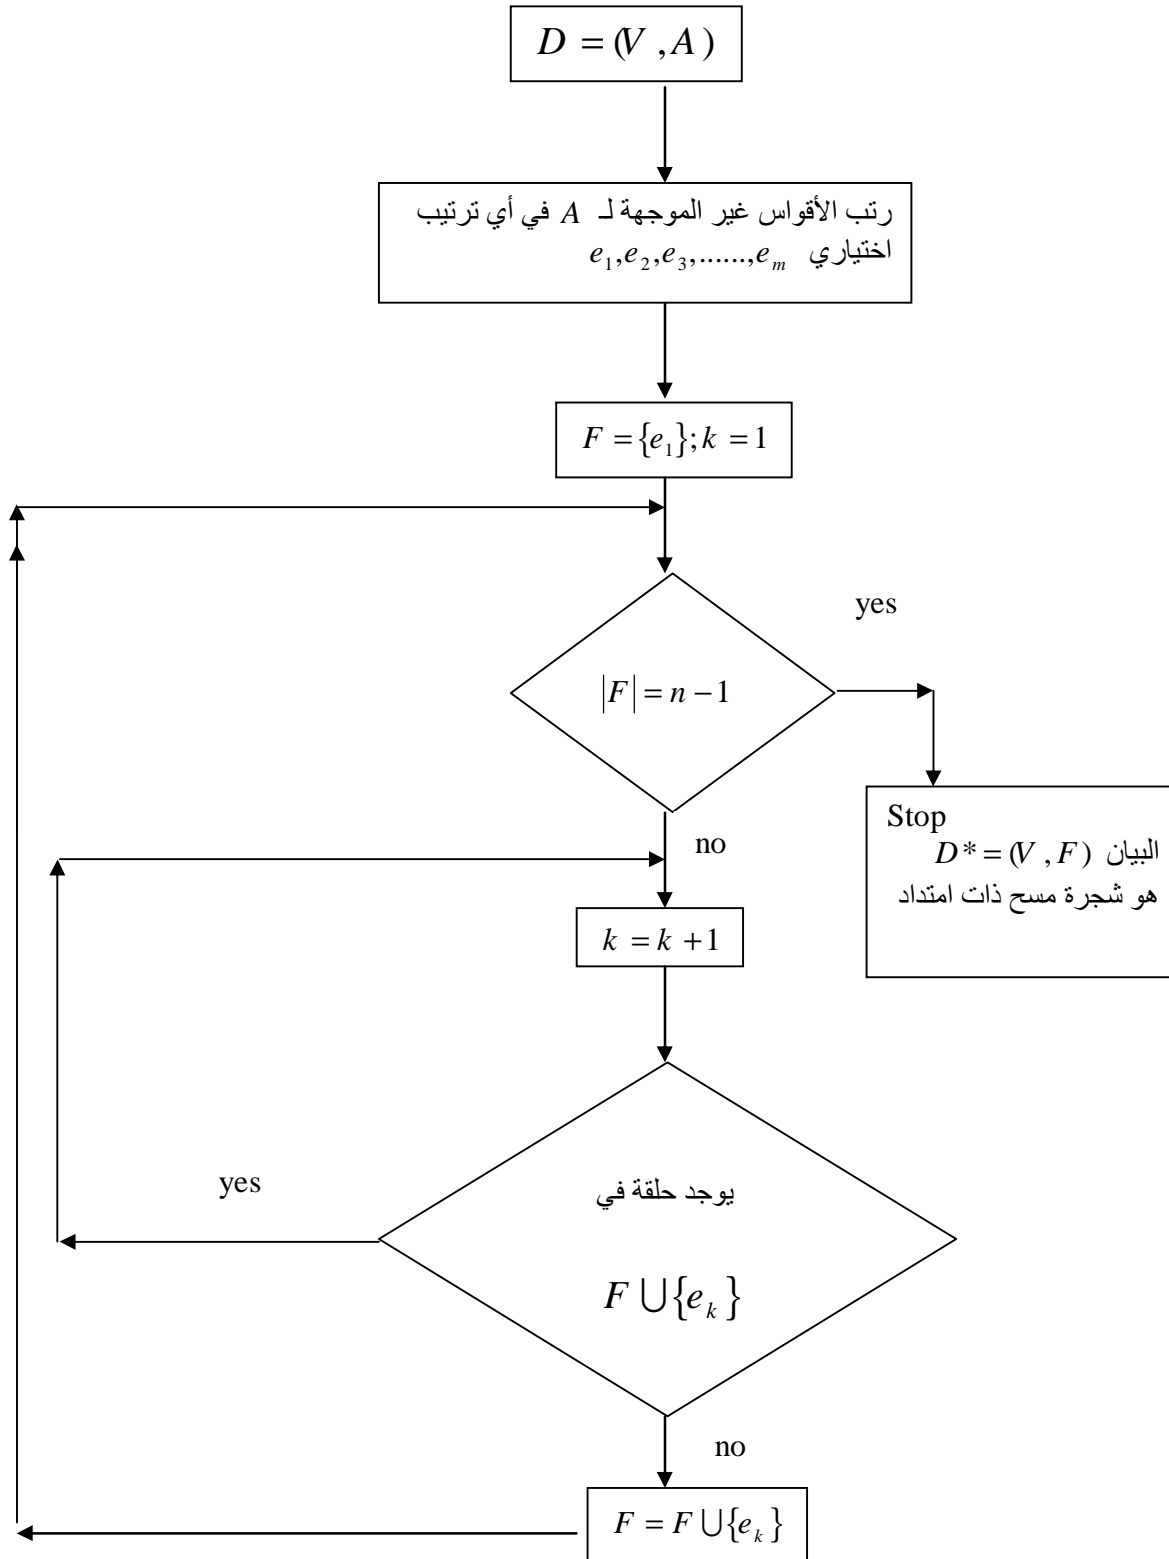 D = (V , A)
رتب الأقواس غير الموجهة لـ A في أي ترتيب
اختياري e₁,e₂,e₃,......,eₘ
F = {e₁}; k = 1
yes
|F| = n − 1
Stop
البيان D* = (V , F)
هو شجرة مسح ذات امتداد
no
k = k + 1
yes
يوجد حلقة في
F ∪ {eₖ}
no
F = F ∪ {eₖ}